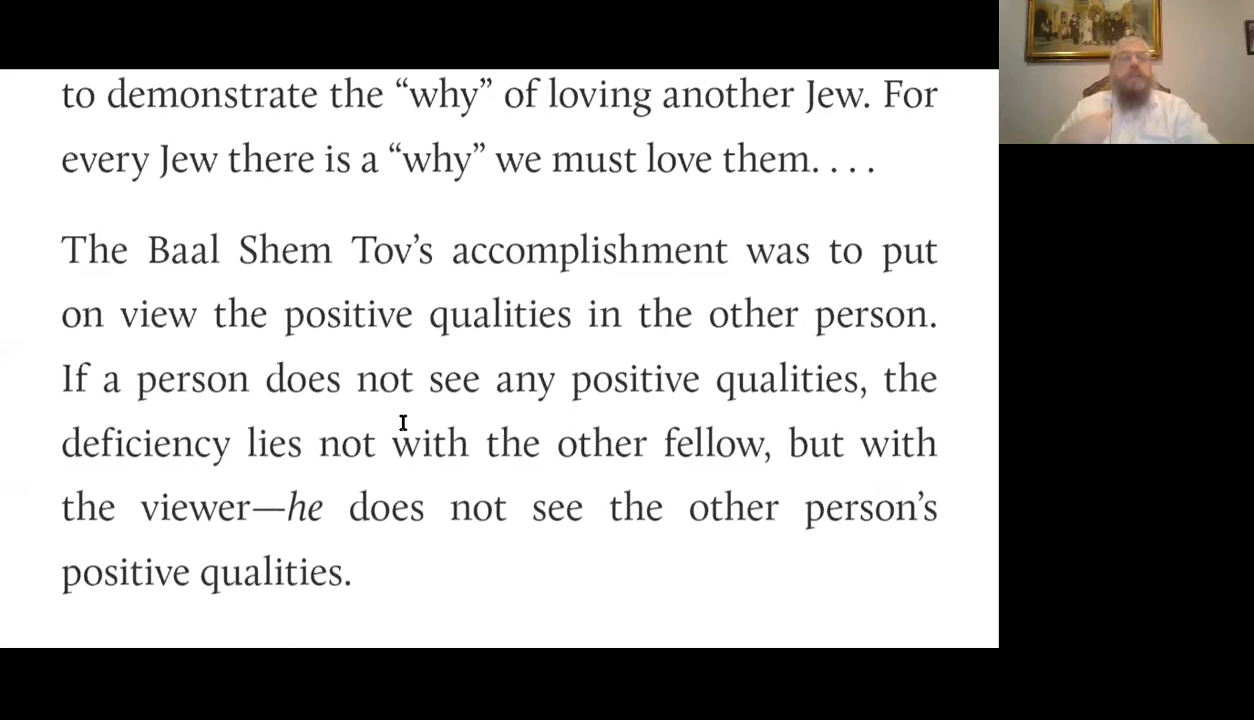 to demonstrate the “why” of loving another Jew. For
every Jew there is a “why” we must love them. . . .
The Baal Shem Tov’s accomplishment was to put
on view the positive qualities in the other person.
If a person does not see any positive qualities, the
deficiency lies not with the other fellow, but with
the viewer—he does not see the other person’s
positive qualities.